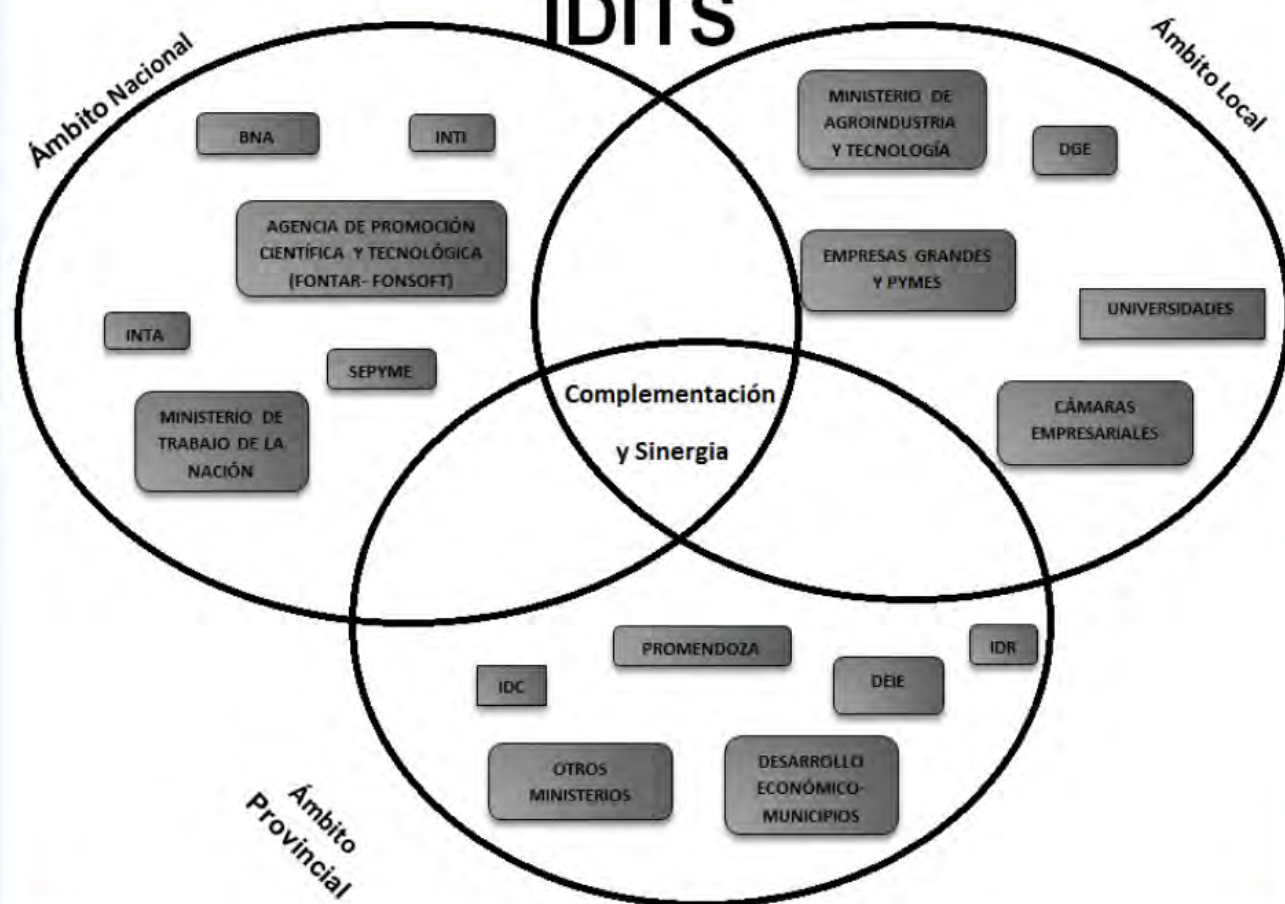 IDITS
Ámbito Nacional
BNA
INTI
AGENCIA DE PROMOCIÓN
CIENTÍFICA Y TECNOLÓGICA
(FONTAR- FONSOFT)
INTA
SEPYME
MINISTERIO DE
TRABAJO DE LA
NACIÓN
Ámbito Local
MINISTERIO DE
AGROINDUSTRIA
Y TECNOLOGÍA
DGE
EMPRESAS GRANDES
Y PYMES
UNIVERSIDADES
CÁMARAS
EMPRESARIALES
Complementación
y Sinergia
PROMENDOZA
IDR
IDC
DEIE
OTROS
MINISTERIOS
DESARROLLO
ECONÓMICO-
MUNICIPIOS
Ámbito
Provincial